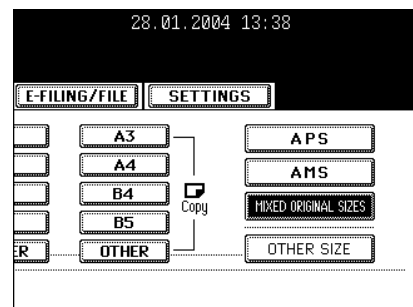 28.01.2004 13:38
E-FILING/FILE SETTINGS
A3 APS
A4 AMS
B4 Copy MIXED ORIGINAL SIZES
B5
ER OTHER OTHER SIZE